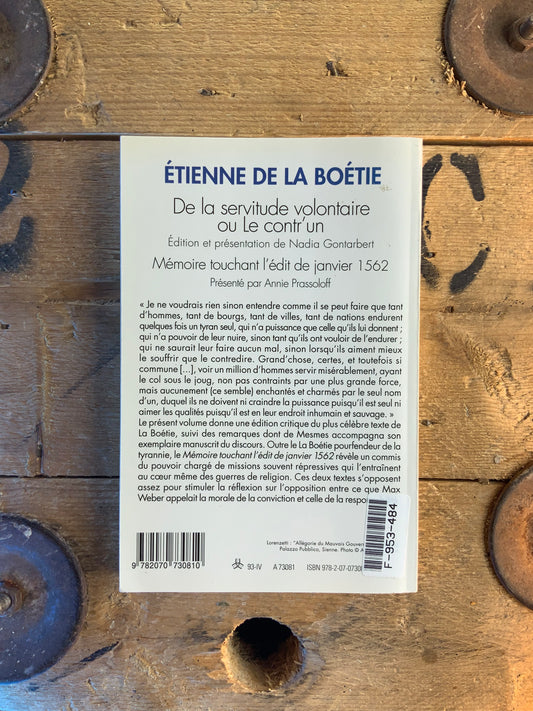 ÉTIENNE DE LA BOÉTIE
De la servitude volontaire
ou Le contr'un
Édition et présentation de Nadia Gontarbert
Mémoire touchant l'édit de janvier 1562
Présenté par Annie Prassoloff
« Je ne voudrais rien sinon entendre comme il se peut faire que tant
d'hommes, tant de bourgs, tant de villes, tant de nations endurent
quelques fois un tyran seul, qui n'a puissance que celle qu'ils lui donnent ;
qui n'a pouvoir de leur nuire, sinon tant qu'ils ont vouloir de l'endurer ;
qui ne saurait leur faire aucun mal, sinon lorsqu'ils aiment mieux
le souffrir que le contredire. Grand'chose, certes, et toutefois si
commune [...], voir un million d'hommes servir misérablement, ayant
le col sous le joug, non pas contraints par une plus grande force,
mais aucunement (ce semble) enchantés et charmés par le seul nom
d'un, duquel ils ne doivent ni craindre la puissance puisqu'il est seul ni
aimer les qualités puisqu'il est en leur endroit inhumain et sauvage. »
Le présent volume donne une édition critique du plus célèbre texte de
La Boétie, suivi des remarques dont de Mesmes accompagna son
exemplaire manuscrit du discours. Outre le La Boétie pourfendeur de la
tyrannie, le Mémoire touchant l'édit de janvier 1562 révèle un commis
du pouvoir chargé de missions souvent répressives qui l'entraînent
au cœur même des guerres de religion. Ces deux textes s'opposent
assez pour stimuler la réflexion sur l'opposition entre ce que Max
Weber appelait la morale de la conviction et celle de la respon
Lorenzetti : "Allégorie du Mauvais Gouvern
Palazzo Pubblico, Sienne. Photo © A
9 782070 730810
93-IV A 73081 ISBN 978-2-07-07308
F-953-484